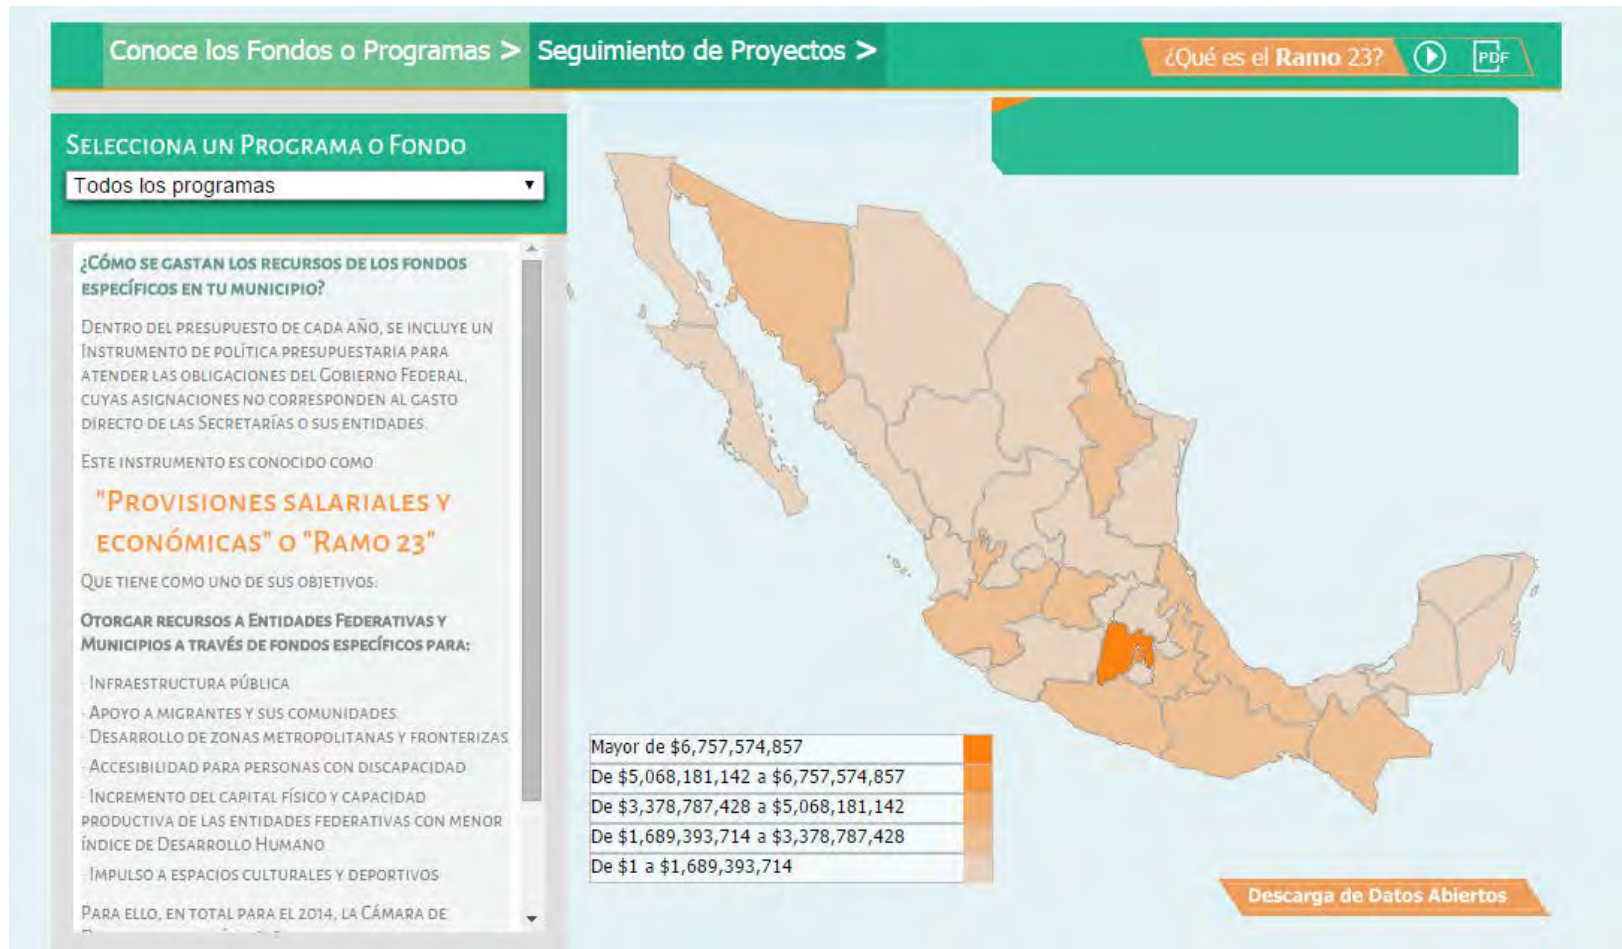 Conoce los Fondos o Programas > Seguimiento de Proyectos >
¿Qué es el Ramo 23?
PDF
SELECCIONA UN PROGRAMA O FONDO
Todos los programas
¿CÓMO SE GASTAN LOS RECURSOS DE LOS FONDOS
ESPECÍFICOS EN TU MUNICIPIO?
DENTRO DEL PRESUPUESTO DE CADA AÑO, SE INCLUYE UN
INSTRUMENTO DE POLÍTICA PRESUPUESTARIA PARA
ATENDER LAS OBLIGACIONES DEL GOBIERNO FEDERAL,
CUYAS ASIGNACIONES NO CORRESPONDEN AL GASTO
DIRECTO DE LAS SECRETARÍAS O SUS ENTIDADES.
ESTE INSTRUMENTO ES CONOCIDO COMO
"PROVISIONES SALARIALES Y
ECONÓMICAS" O "RAMO 23"
QUE TIENE COMO UNO DE SUS OBJETIVOS:
OTORGAR RECURSOS A ENTIDADES FEDERATIVAS Y
MUNICIPIOS A TRAVÉS DE FONDOS ESPECÍFICOS PARA:
- INFRAESTRUCTURA PÚBLICA
- APOYO A MIGRANTES Y SUS COMUNIDADES
- DESARROLLO DE ZONAS METROPOLITANAS Y FRONTERIZAS
- ACCESIBILIDAD PARA PERSONAS CON DISCAPACIDAD
- INCREMENTO DEL CAPITAL FÍSICO Y CAPACIDAD
PRODUCTIVA DE LAS ENTIDADES FEDERATIVAS CON MENOR
ÍNDICE DE DESARROLLO HUMANO
- IMPULSO A ESPACIOS CULTURALES Y DEPORTIVOS
PARA ELLO, EN TOTAL PARA EL 2014, LA CÁMARA DE
Mayor de $6,757,574,857
De $5,068,181,142 a $6,757,574,857
De $3,378,787,428 a $5,068,181,142
De $1,689,393,714 a $3,378,787,428
De $1 a $1,689,393,714
Descarga de Datos Abiertos